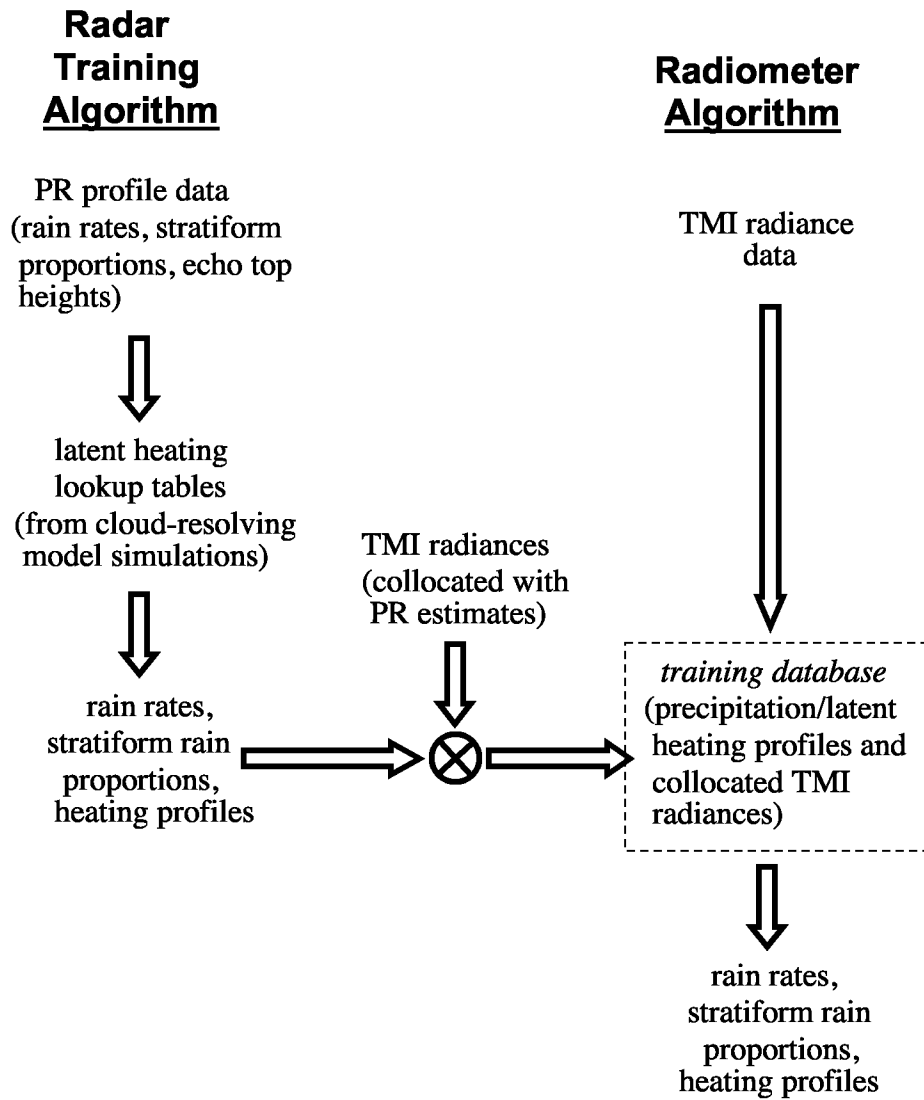 Radar
Training
Algorithm
PR profile data
(rain rates, stratiform
proportions, echo top
heights)
latent heating
lookup tables
(from cloud-resolving
model simulations)
rain rates,
stratiform rain
proportions,
heating profiles
TMI radiances
(collocated with
PR estimates)
Radiometer
Algorithm
TMI radiance
data
training database
(precipitation/latent
heating profiles and
collocated TMI
radiances)
rain rates,
stratiform rain
proportions,
heating profiles